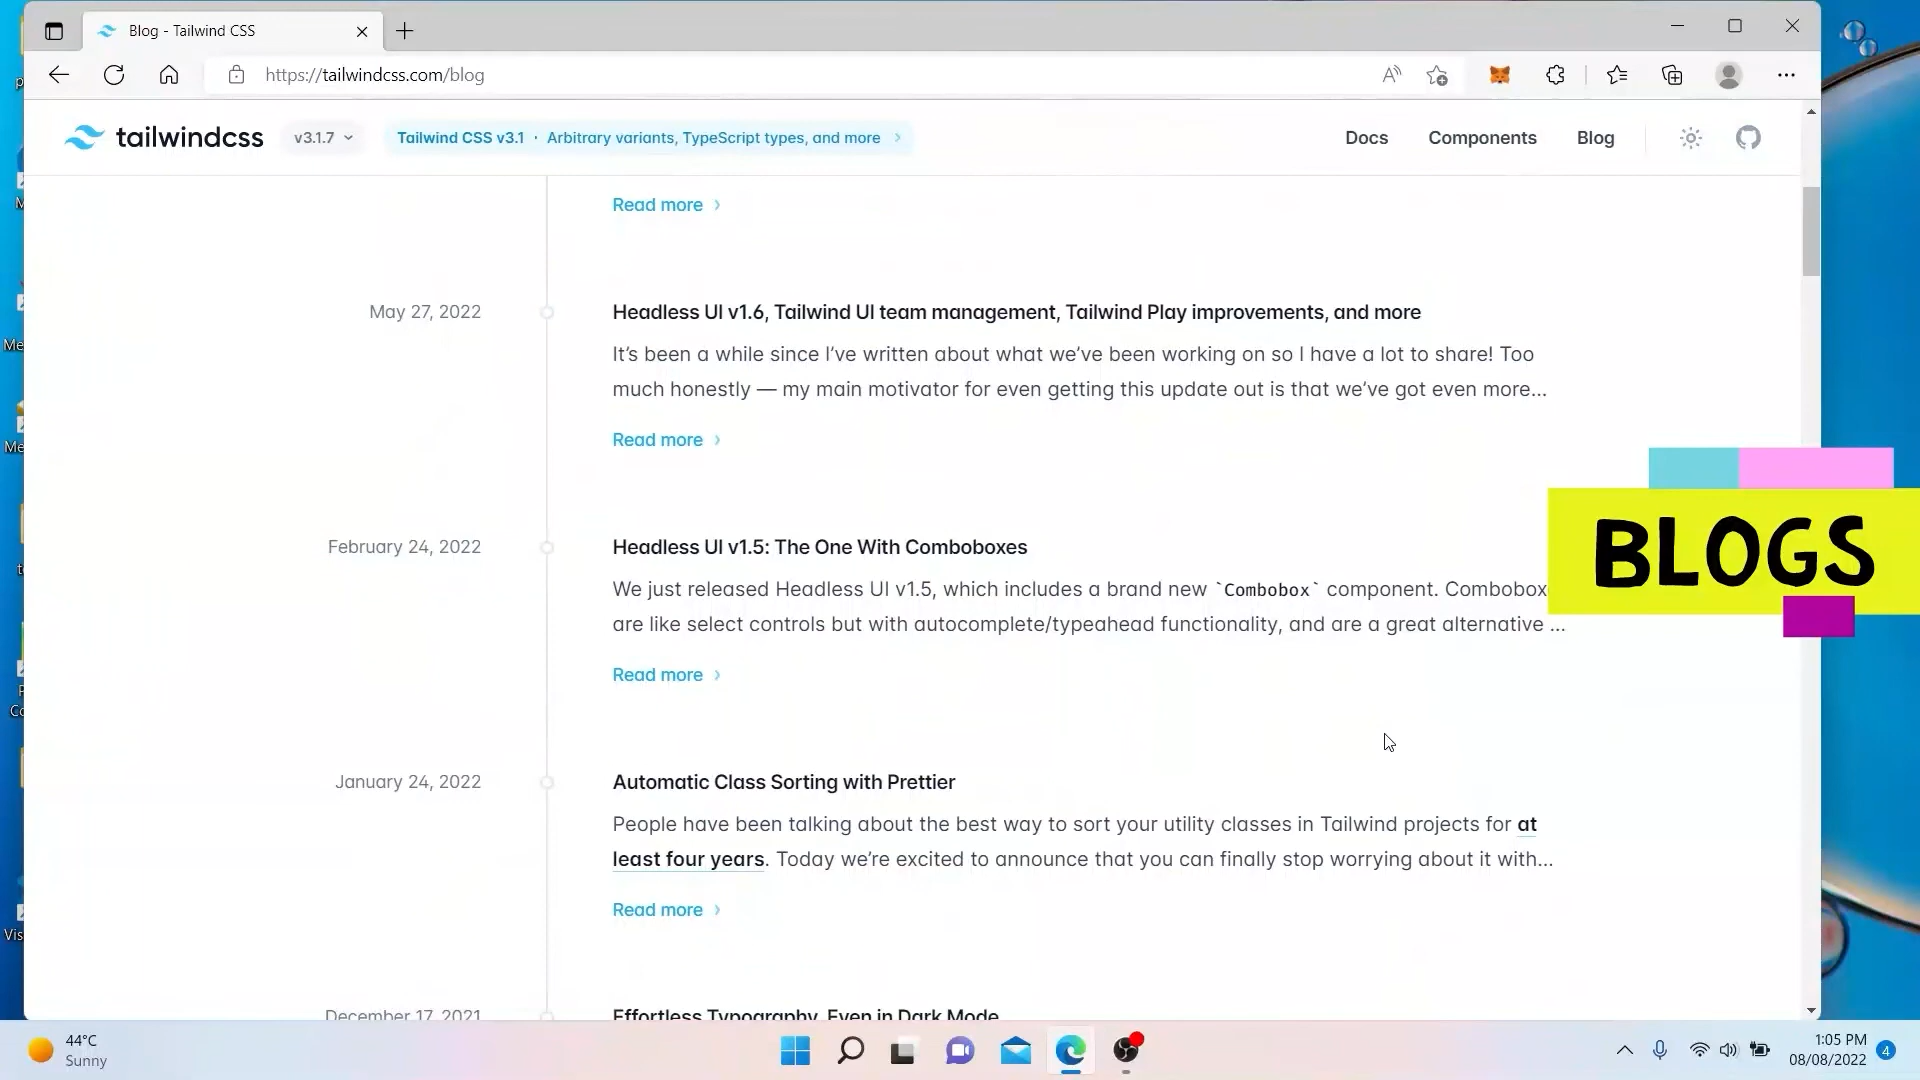 Blog - Tailwind CSS
https://tailwindcss.com/blog
tailwindcss
v3.1.7
Tailwind CSS v3.1 · Arbitrary variants, TypeScript types, and more
Docs
Components
Blog
Read more
May 27, 2022
Headless UI v1.6, Tailwind UI team management, Tailwind Play improvements, and more
It’s been a while since I’ve written about what we’ve been working on so I have a lot to share! Too
much honestly — my main motivator for even getting this update out is that we’ve got even more...
Read more
February 24, 2022
Headless UI v1.5: The One With Comboboxes
We just released Headless UI v1.5, which includes a brand new `Combobox` component. Combobox
are like select controls but with autocomplete/typeahead functionality, and are a great alternative ...
Read more
BLOGS
January 24, 2022
Automatic Class Sorting with Prettier
People have been talking about the best way to sort your utility classes in Tailwind projects for at
least four years. Today we’re excited to announce that you can finally stop worrying about it with...
Read more
December 17, 2021
Effortless Typography, Even in Dark Mode
44°C
Sunny
1:05 PM
08/08/2022
4